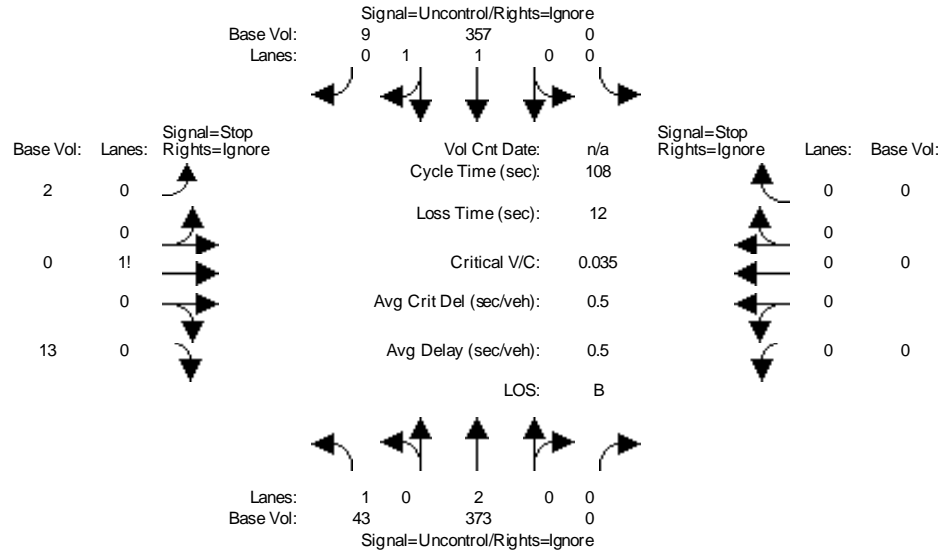 Signal=Uncontrol/Rights=Ignore
Base Vol: 9 357 0
Lanes: 0 1 1 0 0
Signal=Stop Signal=Stop
Base Vol: Lanes: Rights=Ignore Vol Cnt Date: n/a Rights=Ignore Lanes: Base Vol:
Cycle Time (sec): 108
2 0 0 0
Loss Time (sec): 12
0 0
0 1! Critical V/C: 0.035 0 0
0 Avg Crit Del (sec/veh): 0.5 0
13 0 Avg Delay (sec/veh): 0.5 0 0
LOS: B
Lanes: 1 0 2 0 0
Base Vol: 43 373 0
Signal=Uncontrol/Rights=Ignore